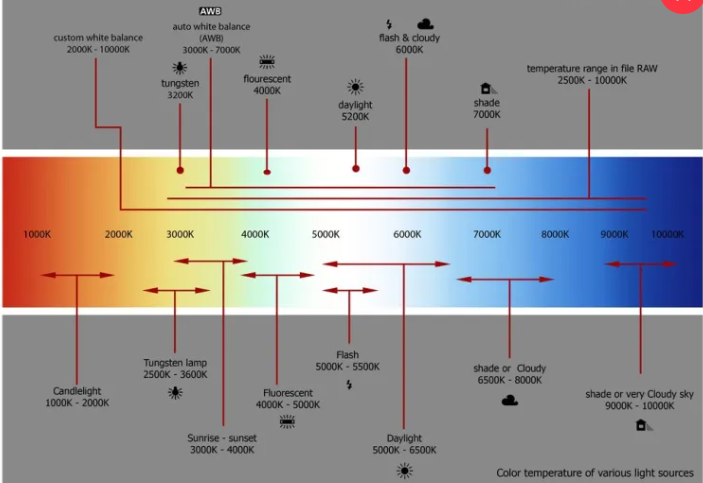 AWB
custom white balance
2000K - 10000K
auto white balance
(AWB)
3000K - 7000K
flash & cloudy
6000K
tungsten
3200K
flourescent
4000K
daylight
5200K
shade
7000K
temperature range in file RAW
2500K - 10000K
1000K 2000K 3000K 4000K 5000K 6000K 7000K 8000K 9000K 10000K
Candlelight
1000K - 2000K
Tungsten lamp
2500K - 3600K
Sunrise - sunset
3000K - 4000K
Fluorescent
4000K - 5000K
Flash
5000K - 5500K
Daylight
5000K - 6500K
shade or Cloudy
6500K - 8000K
shade or very Cloudy sky
9000K - 10000K
Color temperature of various light sources